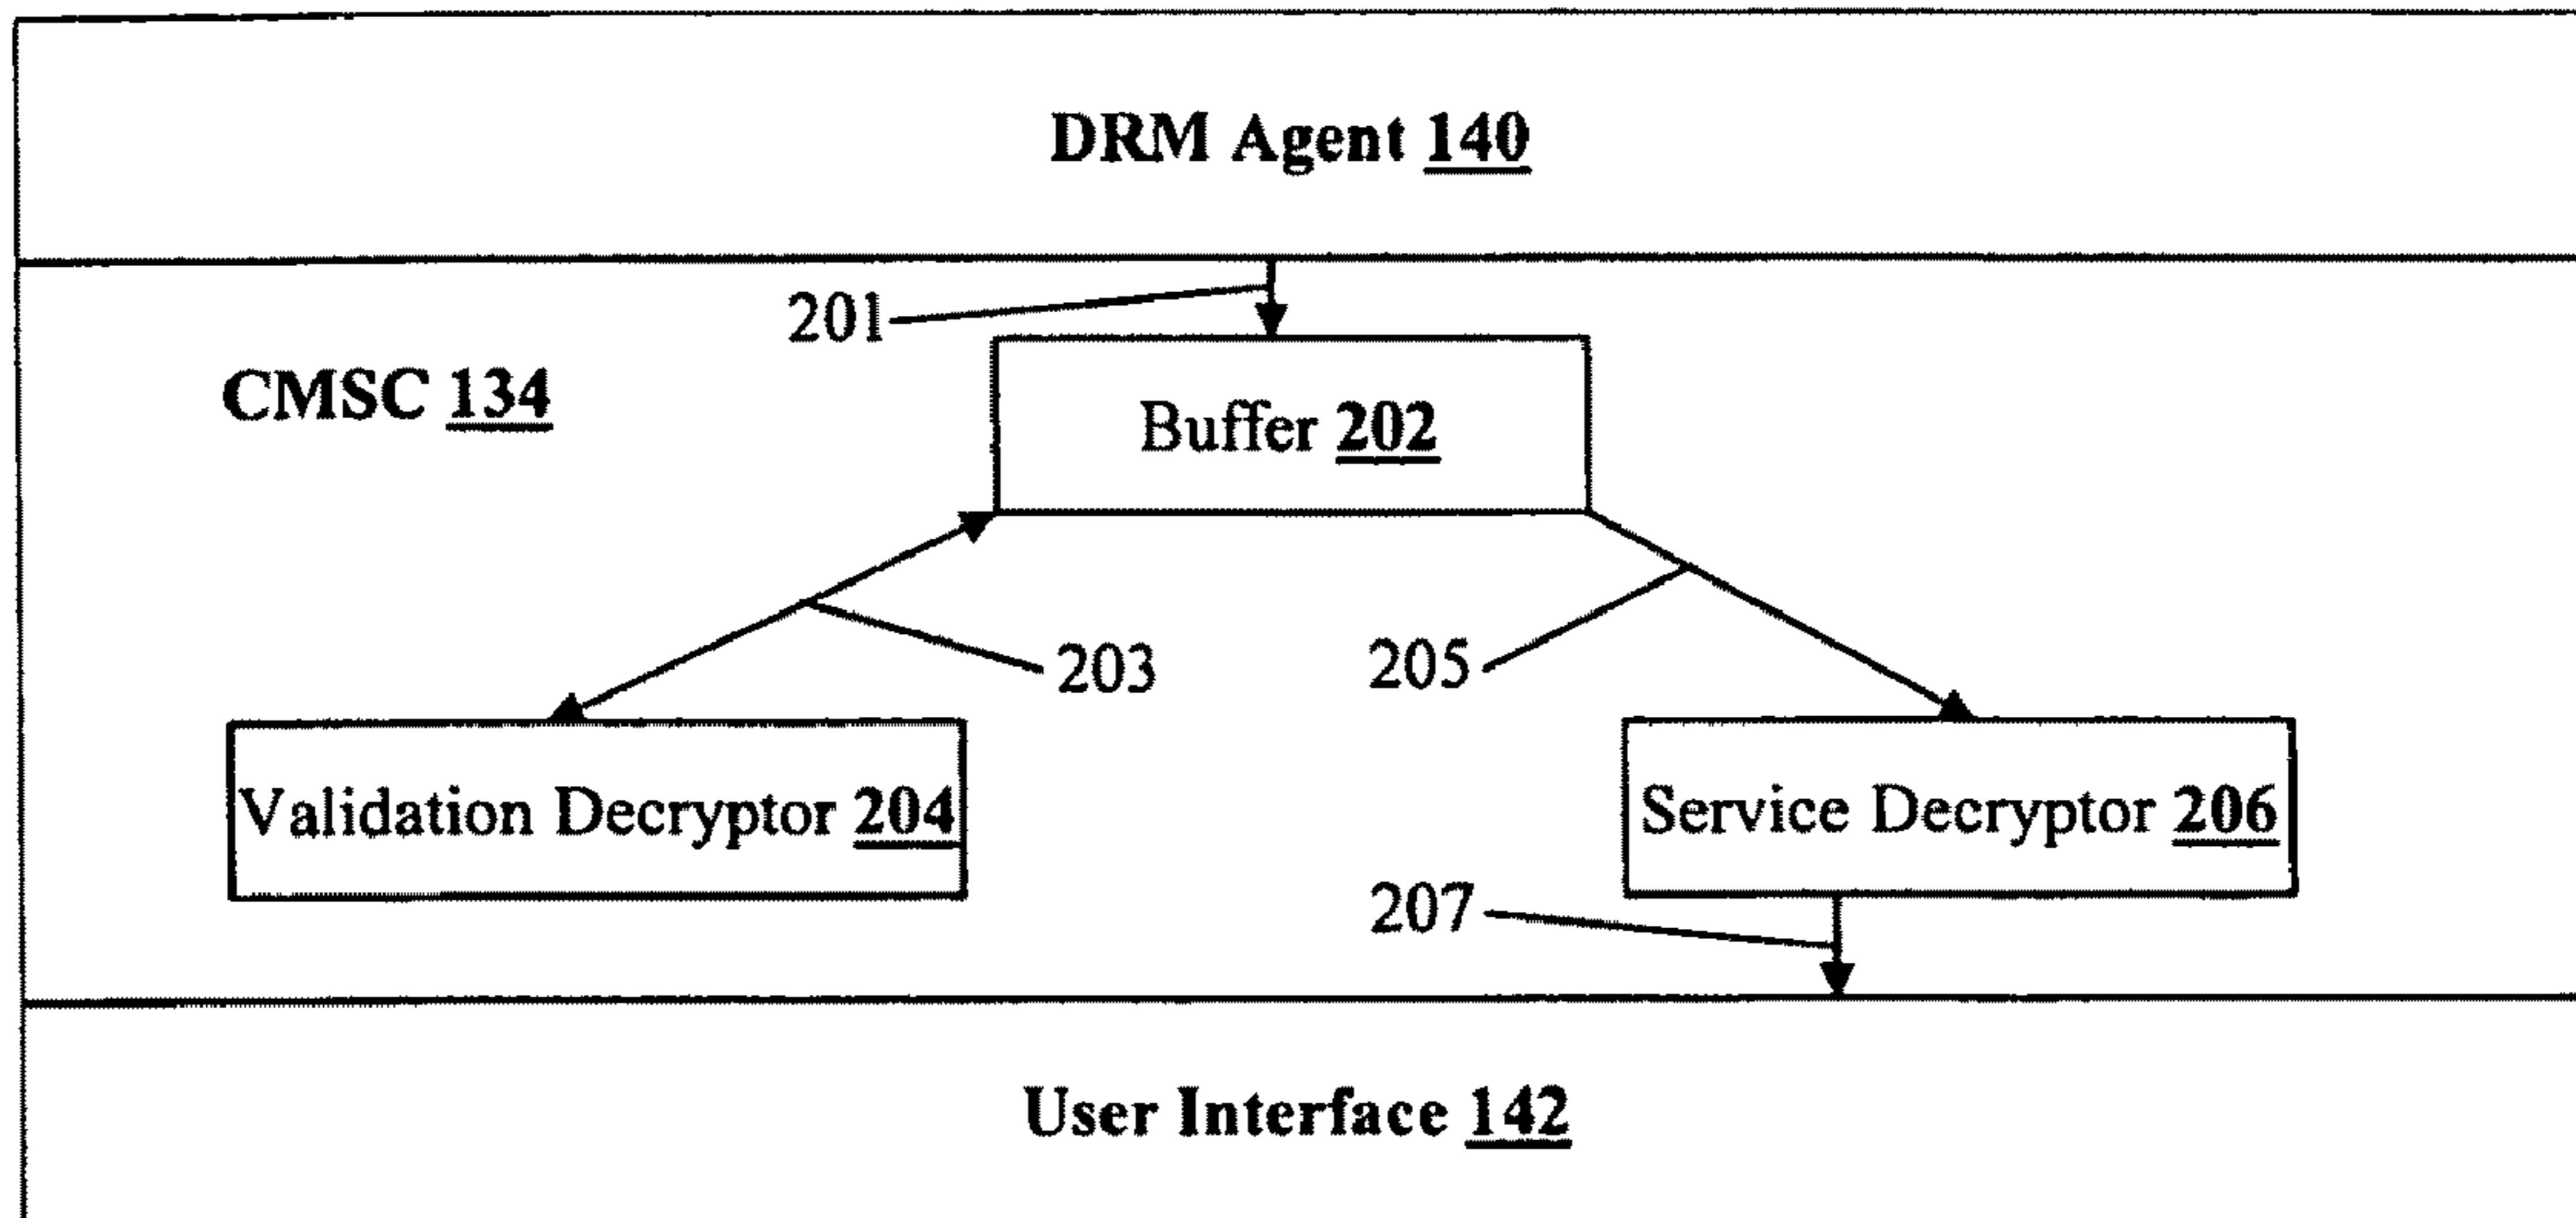 DRM Agent 140
201
CMSC 134
Buffer 202
203
205
Validation Decryptor 204
Service Decryptor 206
207
User Interface 142